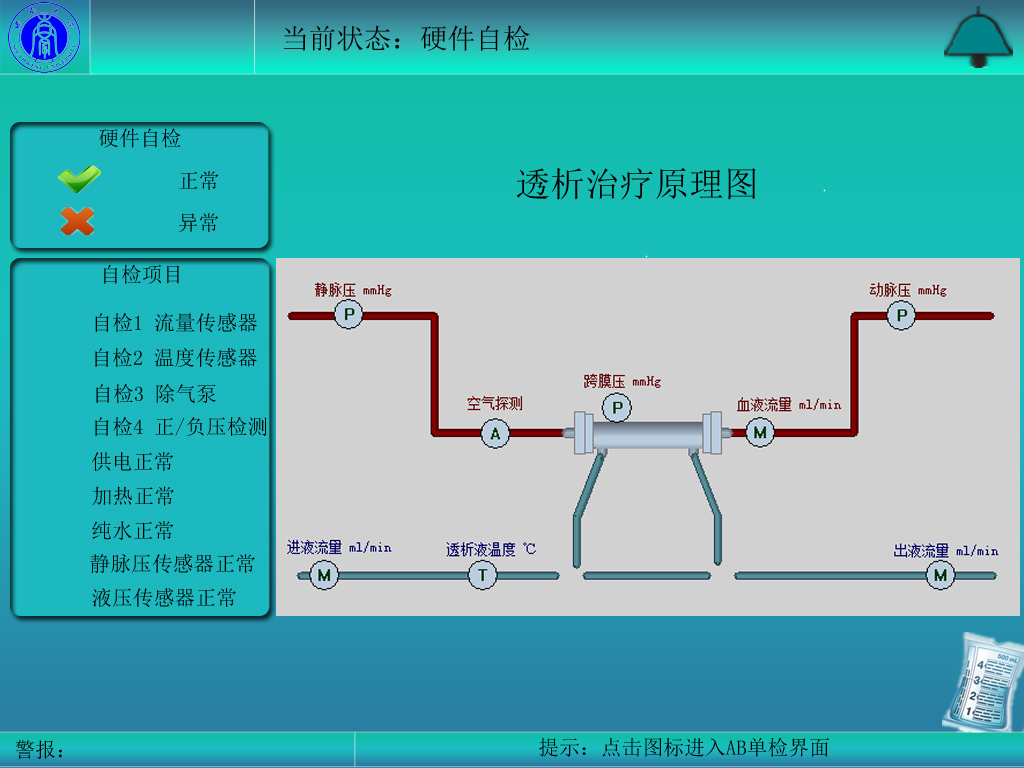 当前状态：硬件自检
硬件自检
正常
异常
透析治疗原理图
自检项目
自检1 流量传感器
自检2 温度传感器
自检3 除气泵
自检4 正/负压检测
供电正常
加热正常
纯水正常
静脉压传感器正常
液压传感器正常
静脉压 mmHg
P
动脉压 mmHg
P
跨膜压 mmHg
P
空气探测
A
血液流量 ml/min
M
进液流量 ml/min
M
透析液温度 ℃
T
出液流量 ml/min
M
500 mL
4
3
2
1
警报：
提示：点击图标进入AB单检界面